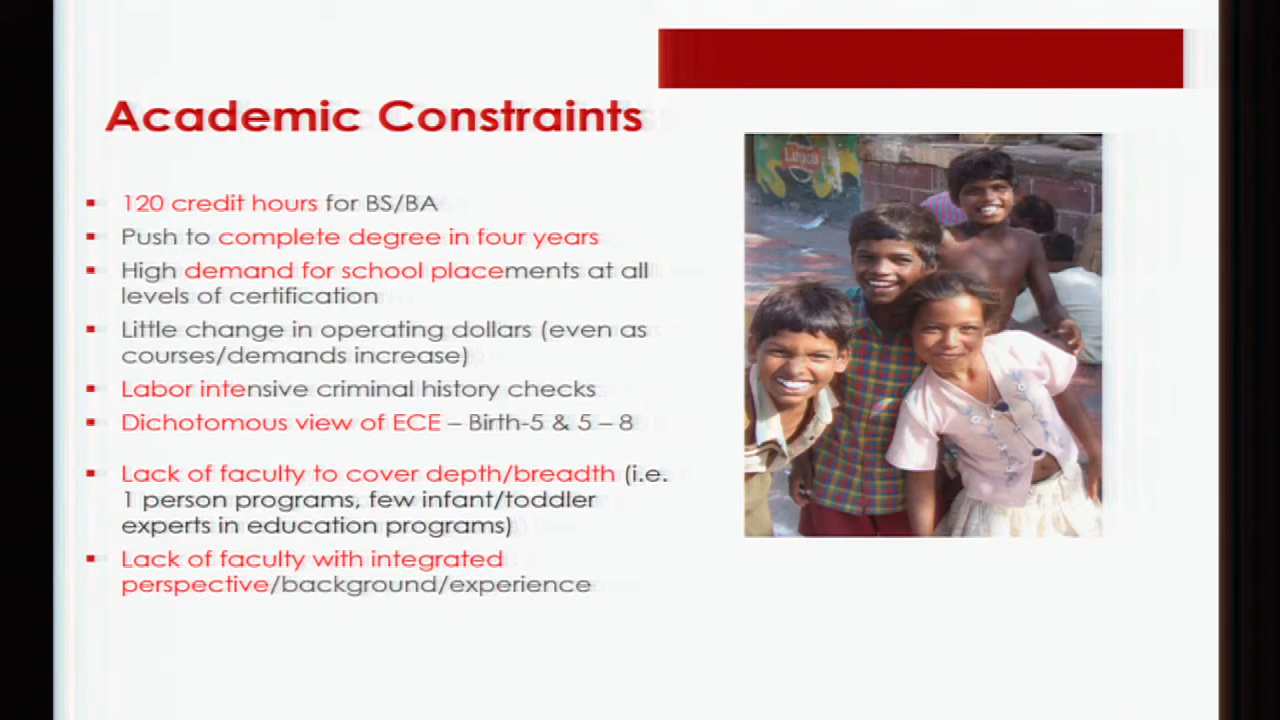 Academic Constraints
120 credit hours for BS/BA
Push to complete degree in four years
High demand for school placements at all
levels of certification
Little change in operating dollars (even as
courses/demands increase)
Labor intensive criminal history checks
Dichotomous view of ECE – Birth-5 & 5 – 8
Lack of faculty to cover depth/breadth (i.e.
1 person programs, few infant/toddler
experts in education programs)
Lack of faculty with integrated
perspective/background/experience